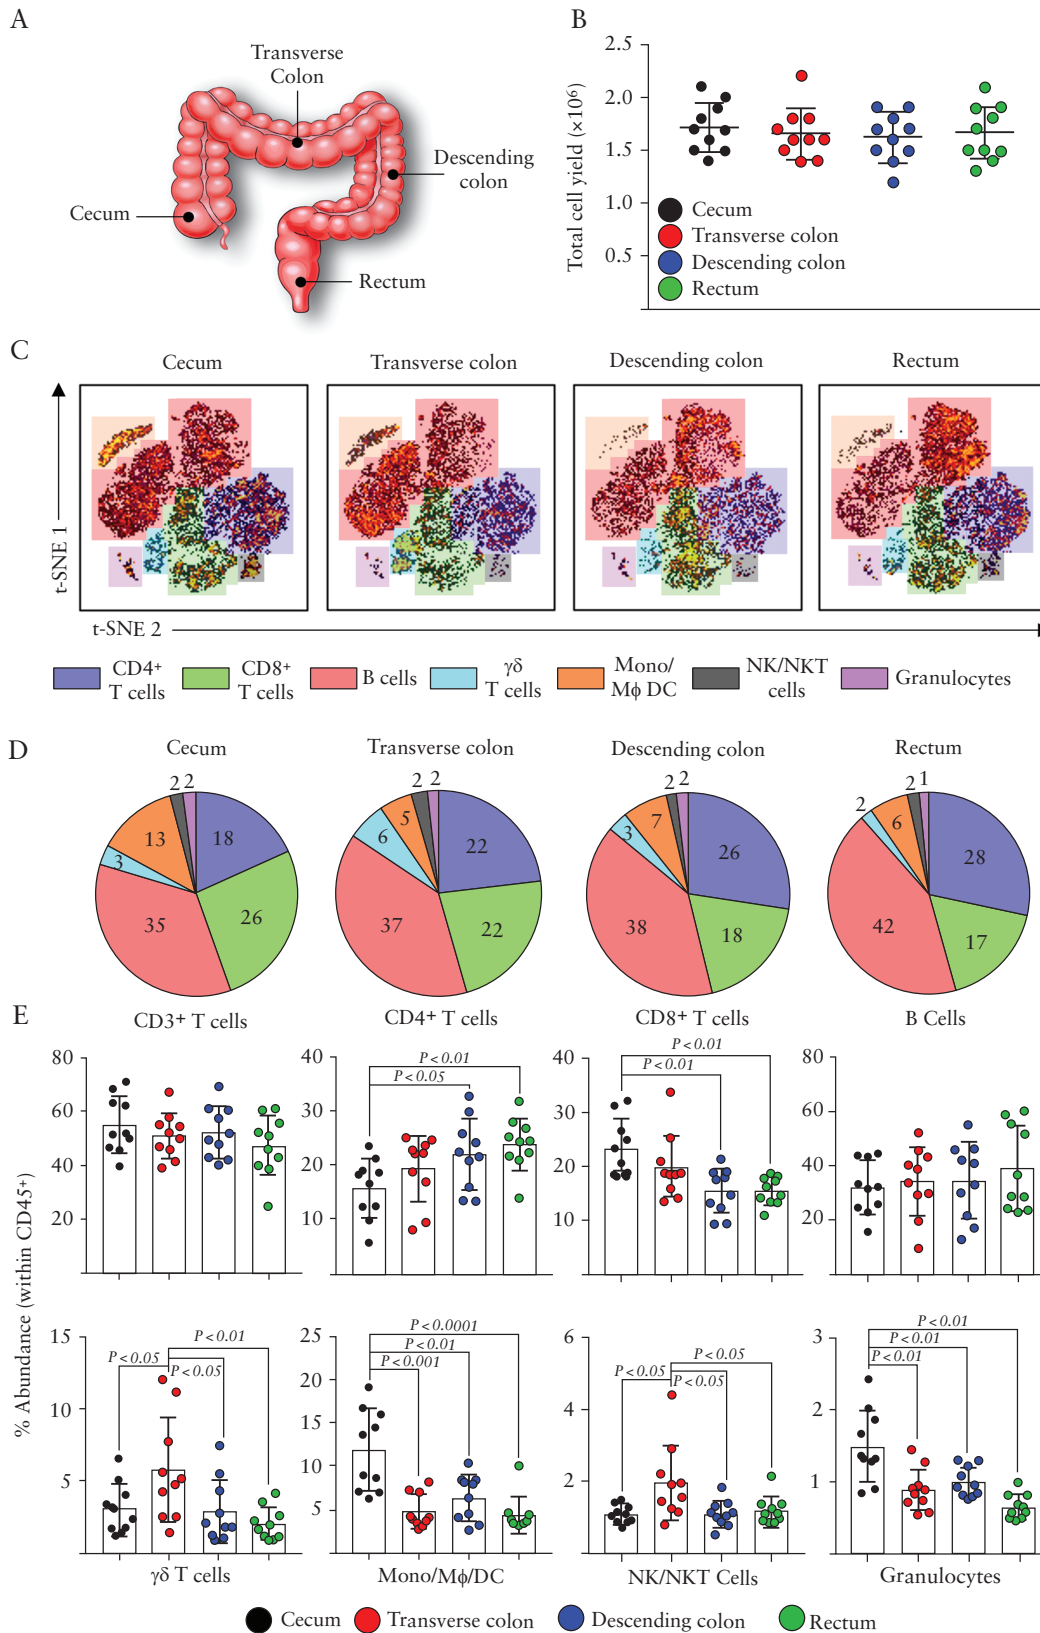 A
Transverse
Colon
Descending
colon
Cecum
Rectum
B
Total cell yield (×10⁶)
2.5
2.0
1.5
1.0
0.5
Cecum
Transverse colon
Descending colon
Rectum
C
Cecum
Transverse colon
Descending colon
Rectum
t-SNE 1
t-SNE 2
CD4⁺
T cells
CD8⁺
T cells
B cells
γδ
T cells
Mono/
Mϕ DC
NK/NKT
cells
Granulocytes
D
Cecum
Transverse colon
Descending colon
Rectum
2 2
13
18
3
35
26
2 2
5
6
22
37
22
2 2
7
3
26
38
18
2 1
2
6
28
42
17
E
% Abundance (within CD45⁺)
CD3⁺ T cells
80
60
40
20
CD4⁺ T cells
40
30
20
10
P < 0.01
P < 0.05
CD8⁺ T cells
40
30
20
10
P < 0.01
P < 0.01
B Cells
80
60
40
20
15
10
5
P < 0.01
P < 0.05
P < 0.05
γδ T cells
25
20
15
10
5
P < 0.0001
P < 0.01
P < 0.001
Mono/Mϕ/DC
6
4
2
P < 0.05
P < 0.05
P < 0.05
NK/NKT Cells
3
2
1
P < 0.01
P < 0.01
P < 0.01
Granulocytes
Cecum
Transverse colon
Descending colon
Rectum